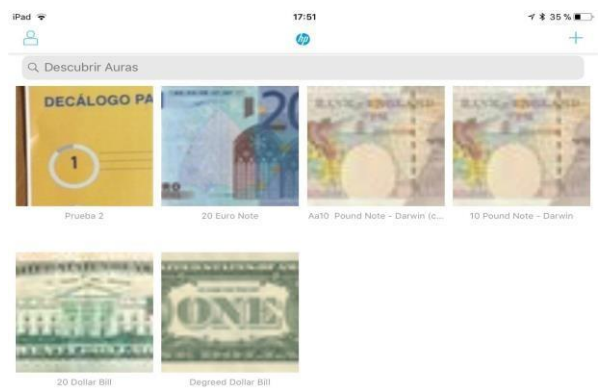 iPad 17:51 35 %
hp
Descubrir Auras
DECÁLOGO PA
1
20
Prueba 2
20 Euro Note
Aa10 Pound Note – Darwin (c...
10 Pound Note – Darwin
ONE
20 Dollar Bill
Degreed Dollar Bill